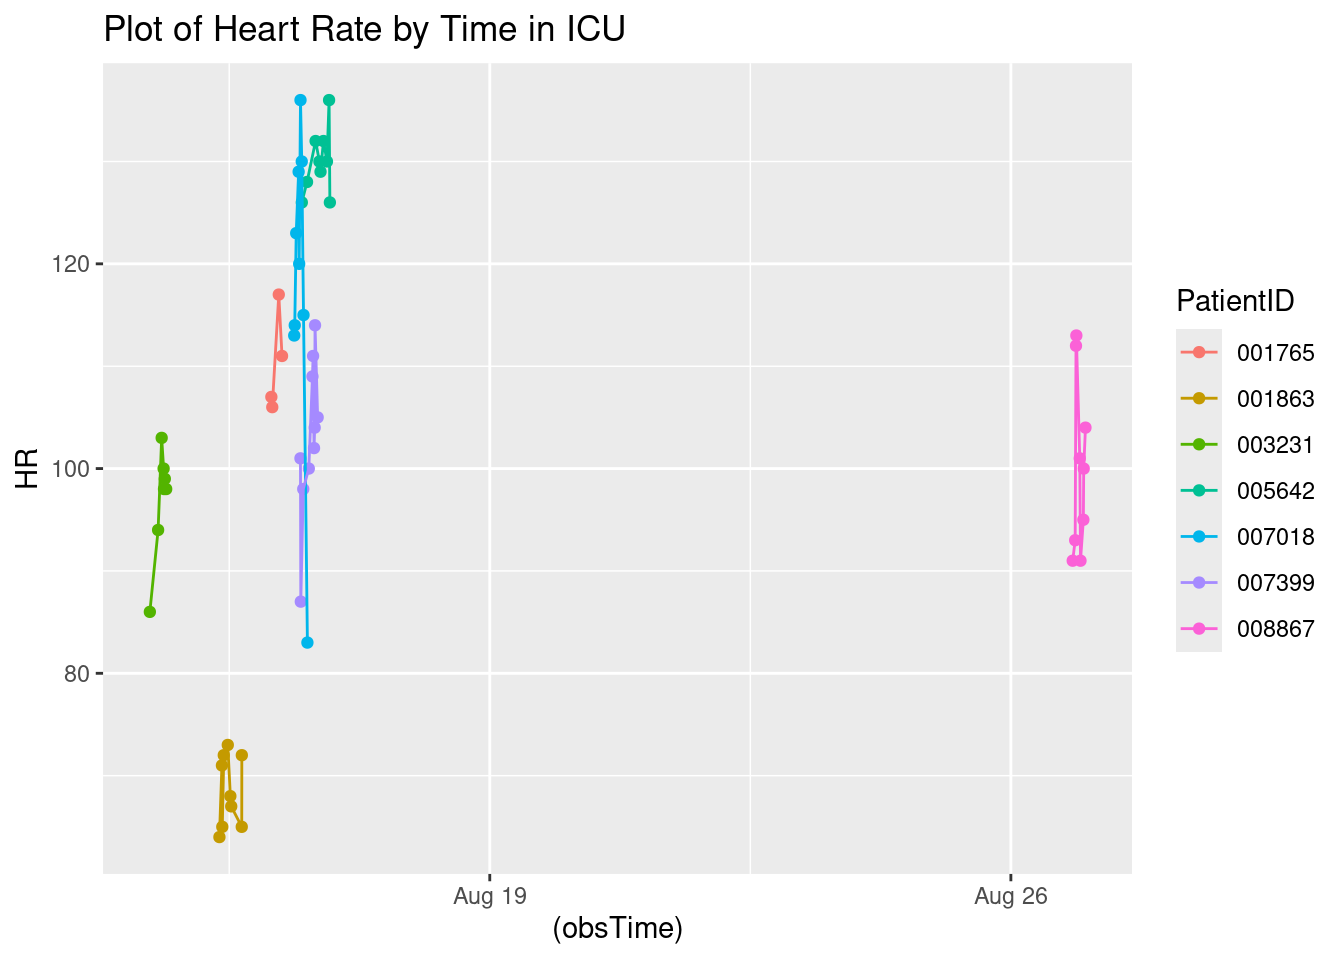 Plot of Heart Rate by Time in ICU
HR
120
100
80
Aug 19
Aug 26
(obsTime)
PatientID
001765
001863
003231
005642
007018
007399
008867